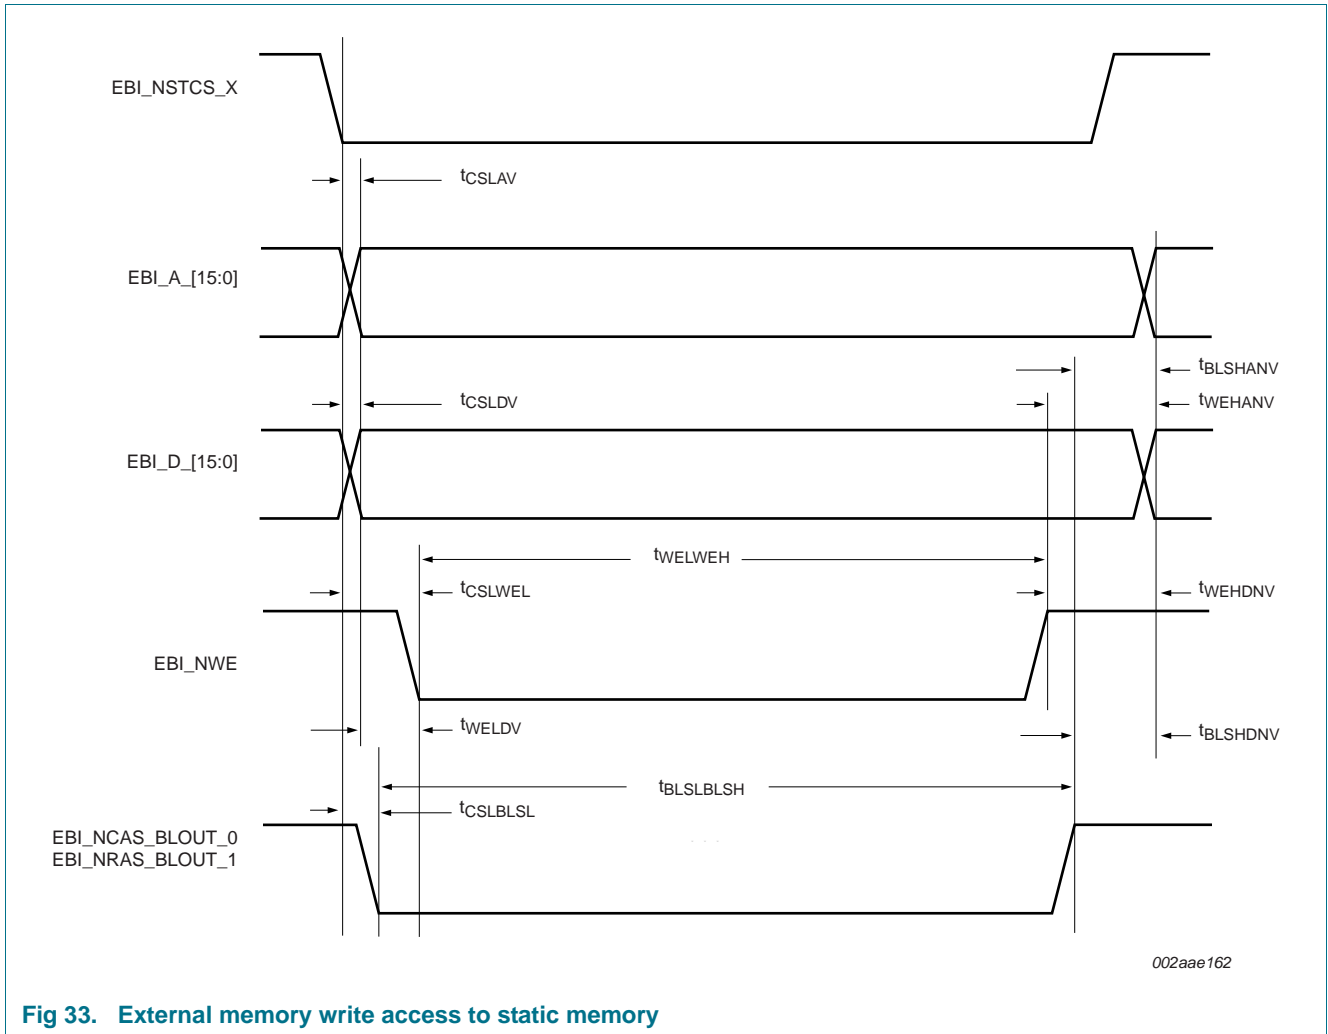 EBI_NSTCS_X
tCSLAV
EBI_A_[15:0]
tBLSHANV
tCSLDV
tWEHANV
EBI_D_[15:0]
tWELWEH
tCSLWEL
tWEHDNV
EBI_NWE
tWELDV
tBLSHDNV
tBLSLBLSH
tCSLBLSL
EBI_NCAS_BLOUT_0
EBI_NRAS_BLOUT_1
002aae162
Fig 33. External memory write access to static memory